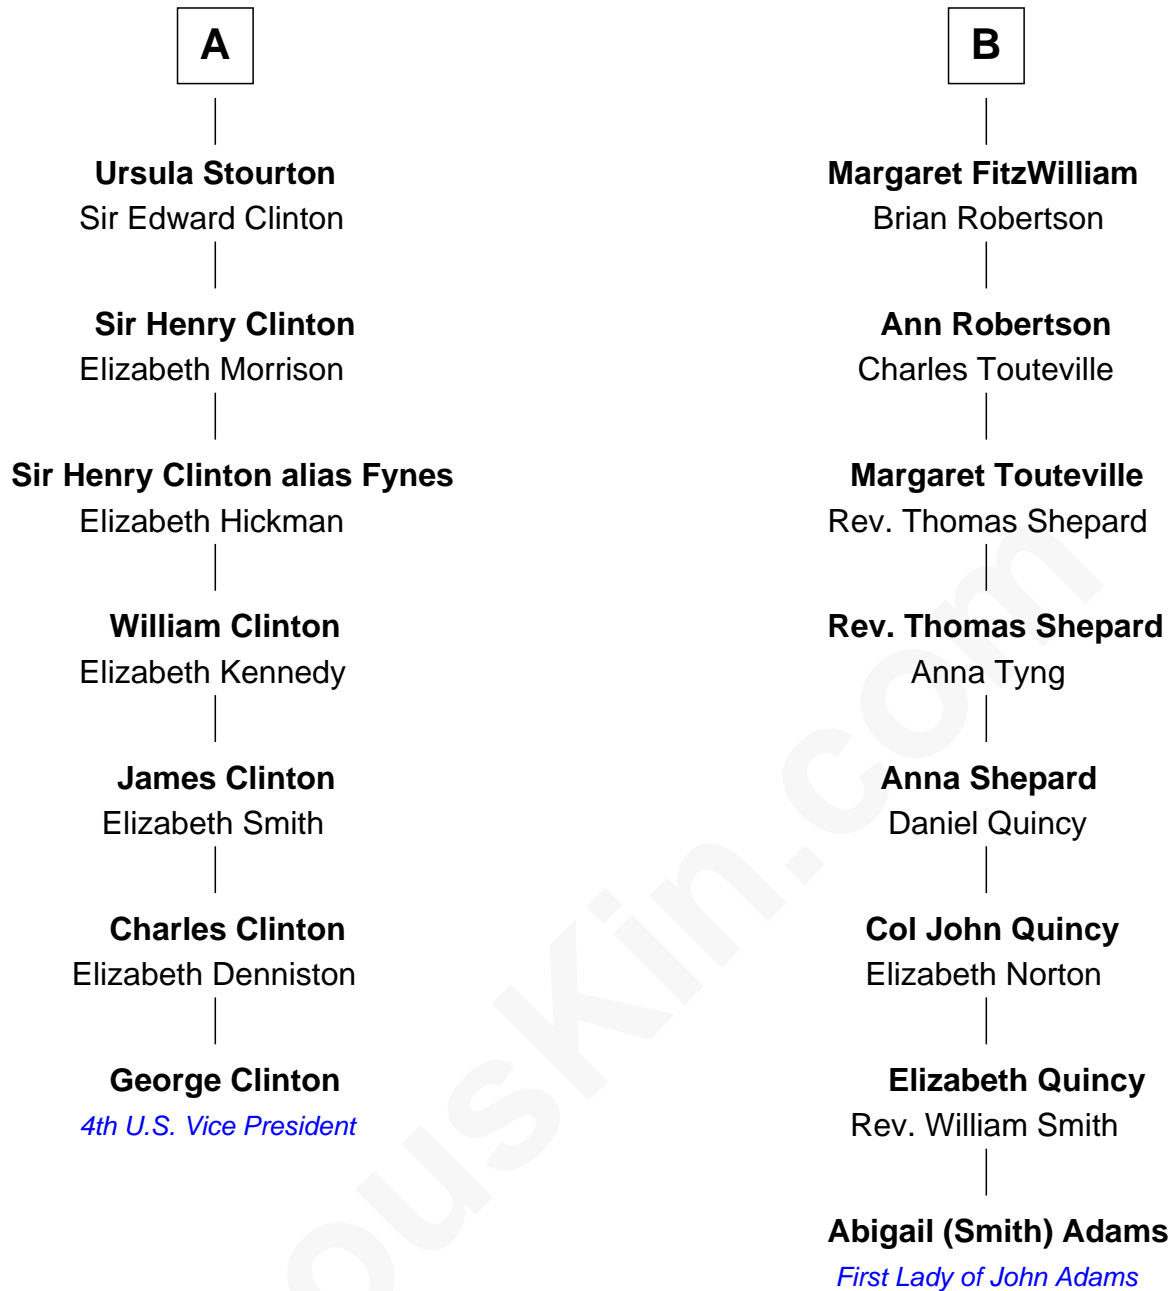 A
Ursula Stourton
Sir Edward Clinton
Sir Henry Clinton
Elizabeth Morrison
Sir Henry Clinton alias Fynes
Elizabeth Hickman
William Clinton
Elizabeth Kennedy
James Clinton
Elizabeth Smith
Charles Clinton
Elizabeth Denniston
George Clinton
4th U.S. Vice President
B
Margaret FitzWilliam
Brian Robertson
Ann Robertson
Charles Touteville
Margaret Touteville
Rev. Thomas Shepard
Rev. Thomas Shepard
Anna Tyng
Anna Shepard
Daniel Quincy
Col John Quincy
Elizabeth Norton
Elizabeth Quincy
Rev. William Smith
Abigail (Smith) Adams
First Lady of John Adams
ousKin.com